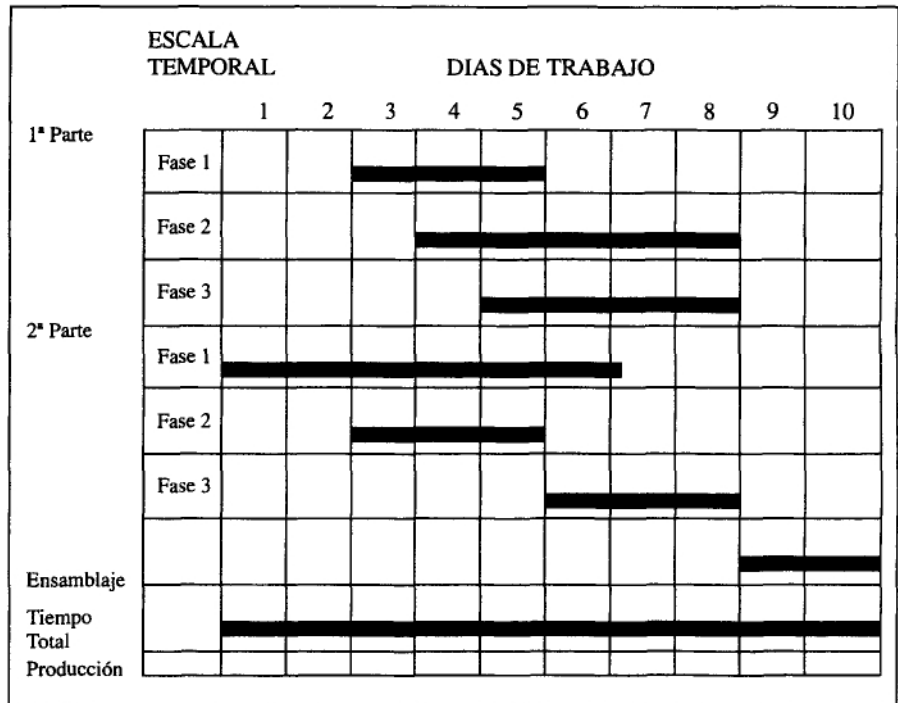 ESCALA
TEMPORAL DIAS DE TRABAJO
1 2 3 4 5 6 7 8 9 10
1ª Parte
Fase 1
Fase 2
Fase 3
2ª Parte
Fase 1
Fase 2
Fase 3
Ensamblaje
Tiempo
Total
Producción